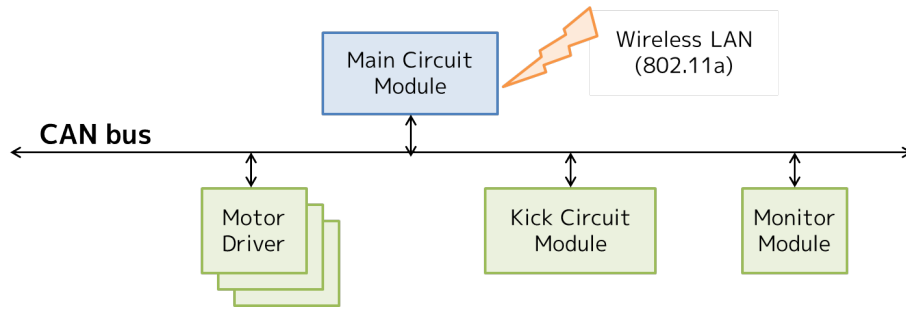 Main Circuit
Module
Wireless LAN
(802.11a)
CAN bus
Motor
Driver
Kick Circuit
Module
Monitor
Module